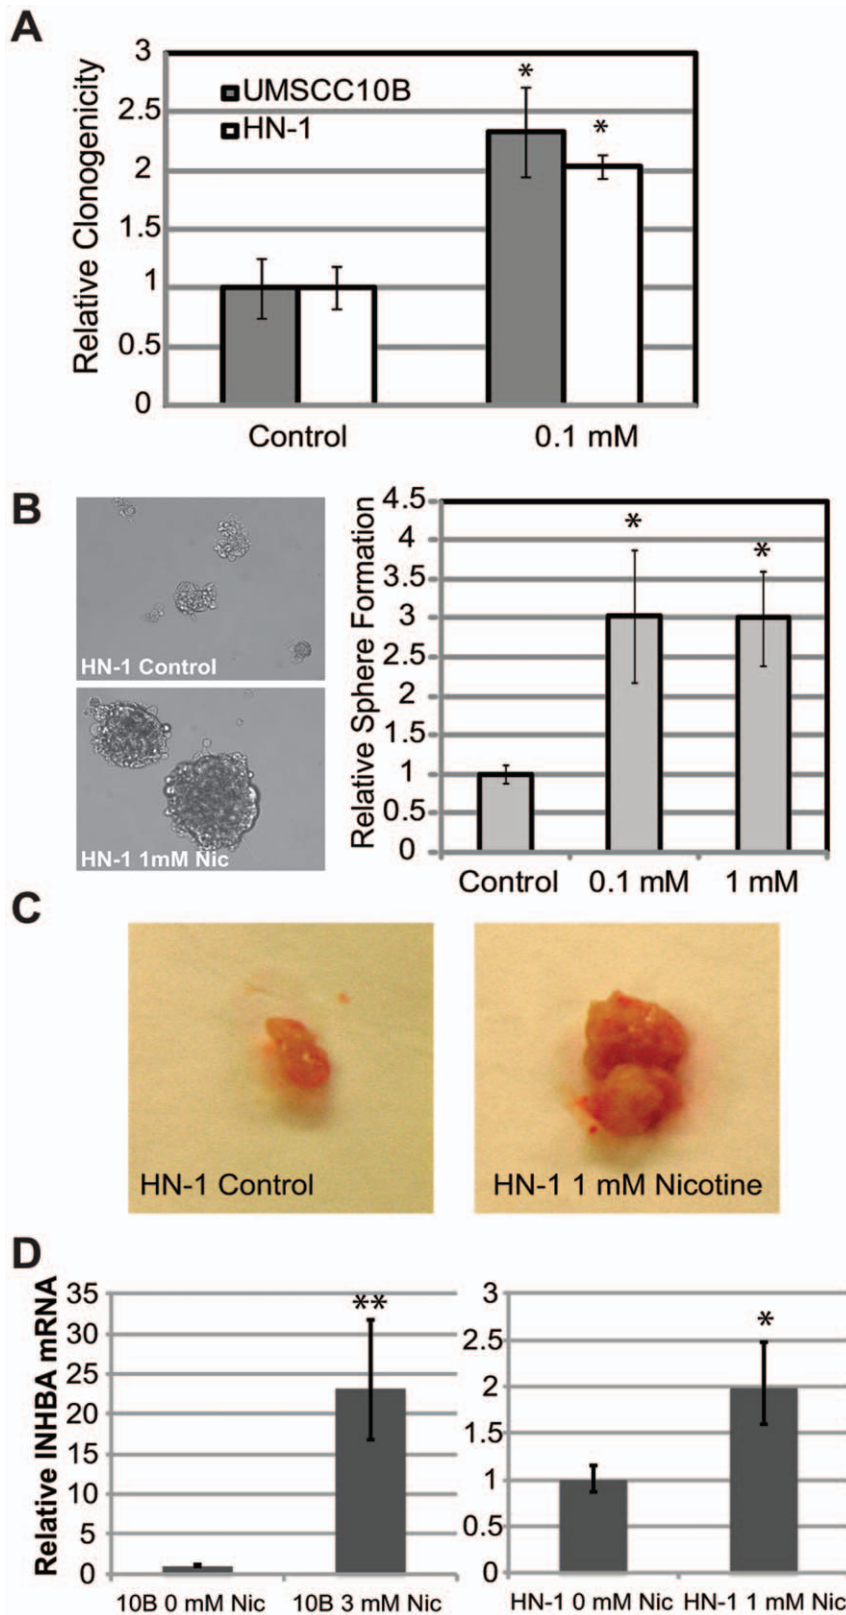 A
Relative Clonogenicity
3
2.5
2
1.5
1
0.5
0
UMSCC10B
HN-1
*
*
Control
0.1 mM
B
HN-1 Control
HN-1 1mM Nic
Relative Sphere Formation
4.5
4
3.5
3
2.5
2
1.5
1
0.5
0
*
*
Control
0.1 mM
1 mM
C
HN-1 Control
HN-1 1 mM Nicotine
D
Relative INHBA mRNA
35
30
25
20
15
10
5
0
**
10B 0 mM Nic
10B 3 mM Nic
3
2.5
2
1.5
1
0.5
0
*
HN-1 0 mM Nic
HN-1 1 mM Nic